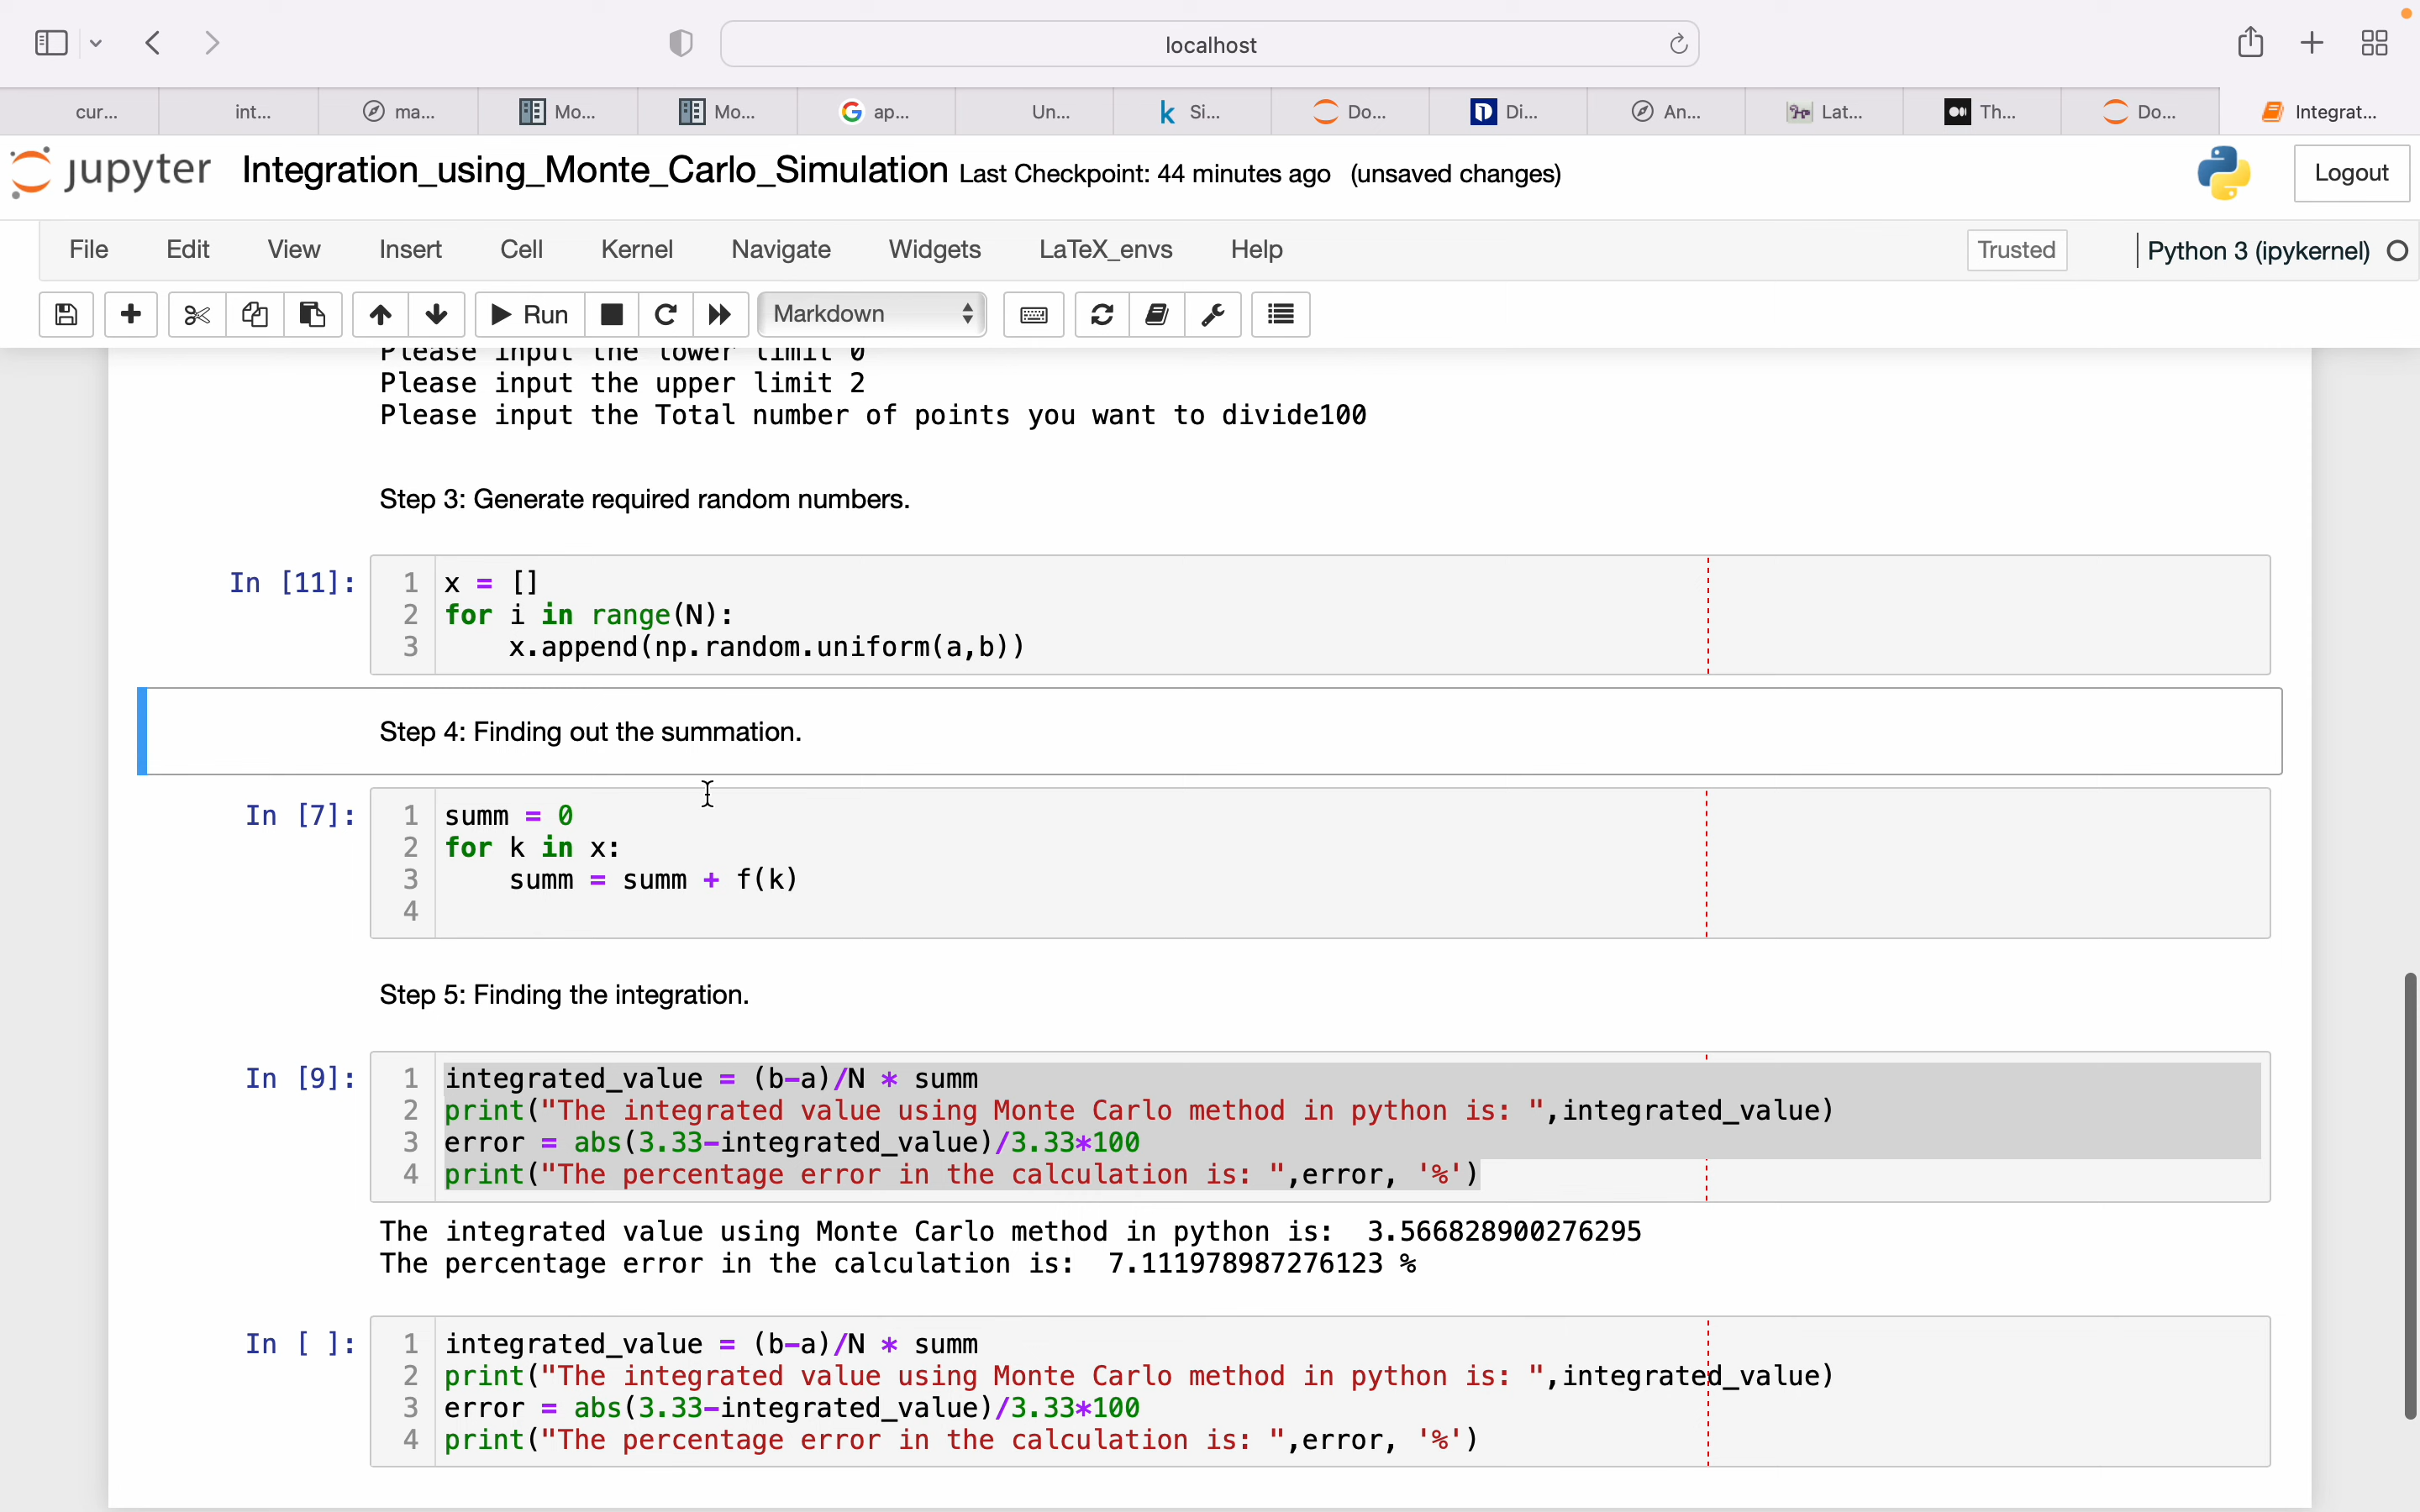 localhost
cur...
int...
ma...
Mo...
Mo...
ap...
Un...
Si...
Do...
Di...
An...
Lat...
Th...
Do...
Integrat...
jupyter Integration_using_Monte_Carlo_Simulation Last Checkpoint: 44 minutes ago (unsaved changes)
Logout
File Edit View Insert Cell Kernel Navigate Widgets LaTeX_envs Help
Trusted
Python 3 (ipykernel)
Run
Markdown
Please input the lower limit 0
Please input the upper limit 2
Please input the Total number of points you want to divide100
Step 3: Generate required random numbers.
In [11]:
1 x = []
2 for i in range(N):
3     x.append(np.random.uniform(a,b))
Step 4: Finding out the summation.
In [7]:
1 summ = 0
2 for k in x:
3     summ = summ + f(k)
4
Step 5: Finding the integration.
In [9]:
1 integrated_value = (b-a)/N * summ
2 print("The integrated value using Monte Carlo method in python is: ",integrated_value)
3 error = abs(3.33-integrated_value)/3.33*100
4 print("The percentage error in the calculation is: ",error, '%')
The integrated value using Monte Carlo method in python is:  3.566828900276295
The percentage error in the calculation is:  7.111978987276123 %
In [ ]:
1 integrated_value = (b-a)/N * summ
2 print("The integrated value using Monte Carlo method in python is: ",integrated_value)
3 error = abs(3.33-integrated_value)/3.33*100
4 print("The percentage error in the calculation is: ",error, '%')